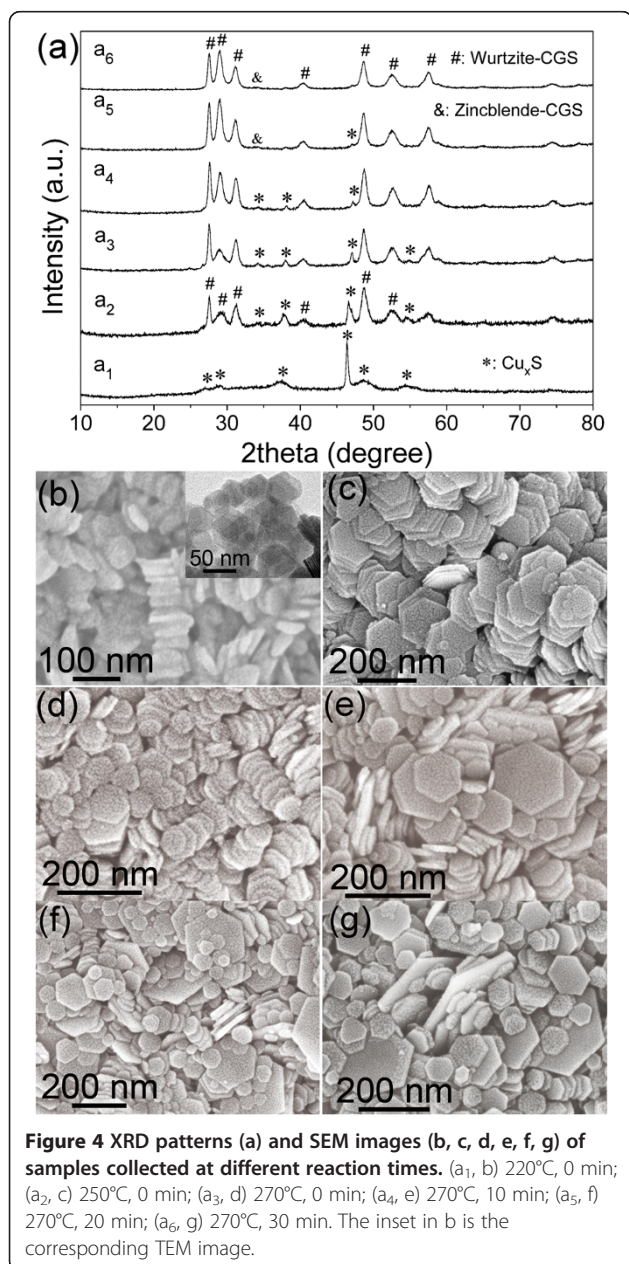 (a)
a6
# # # & # # # #
#: Wurtzite-CGS
a5
& *
&: Zincblende-CGS
a4
* * *
a3
* * * *
a2
# # # * * # * # # *
a1
* * * * * *
*: CuxS
Intensity (a.u.)
10 20 30 40 50 60 70 80
2theta (degree)
(b)
50 nm
100 nm
(c)
200 nm
(d)
200 nm
(e)
200 nm
(f)
200 nm
(g)
200 nm
Figure 4 XRD patterns (a) and SEM images (b, c, d, e, f, g) of
samples collected at different reaction times. (a1, b) 220°C, 0 min;
(a2, c) 250°C, 0 min; (a3, d) 270°C, 0 min; (a4, e) 270°C, 10 min; (a5, f)
270°C, 20 min; (a6, g) 270°C, 30 min. The inset in b is the
corresponding TEM image.